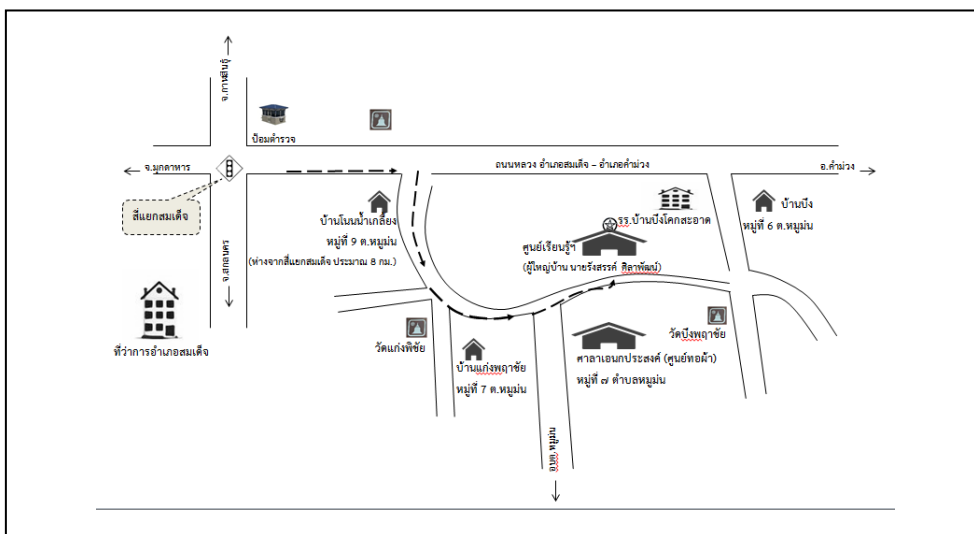 จ.กาฬสินธุ์
ป้อมตำรวจ
จ.มุกดาหาร
ถนนหลวง อำเภอสมเด็จ – อำเภอคำม่วง
อ.คำม่วง
สี่แยกสมเด็จ
จ.สกลนคร
ที่ว่าการอำเภอสมเด็จ
บ้านโนนน้ำเกลี้ยง
หมู่ที่ 9 ต.หมูม่น
(ห่างจากสี่แยกสมเด็จ ประมาณ 8 กม.)
รร.บ้านบึงโคกสะอาด
ศูนย์เรียนรู้ฯ
(ผู้ใหญ่บ้าน นายรังสรรค์ ศิลาพัฒน์)
บ้านบึง
หมู่ที่ 6 ต.หมูม่น
วัดแก่งพิชัย
บ้านแก่งพฤาชัย
หมู่ที่ 7 ต.หมูม่น
ศาลาเอนกประสงค์ (ศูนย์ทอผ้า)
หมู่ที่ ๗ ตำบลหมูม่น
วัดบึงพฤาชัย
อบต.หมูม่น